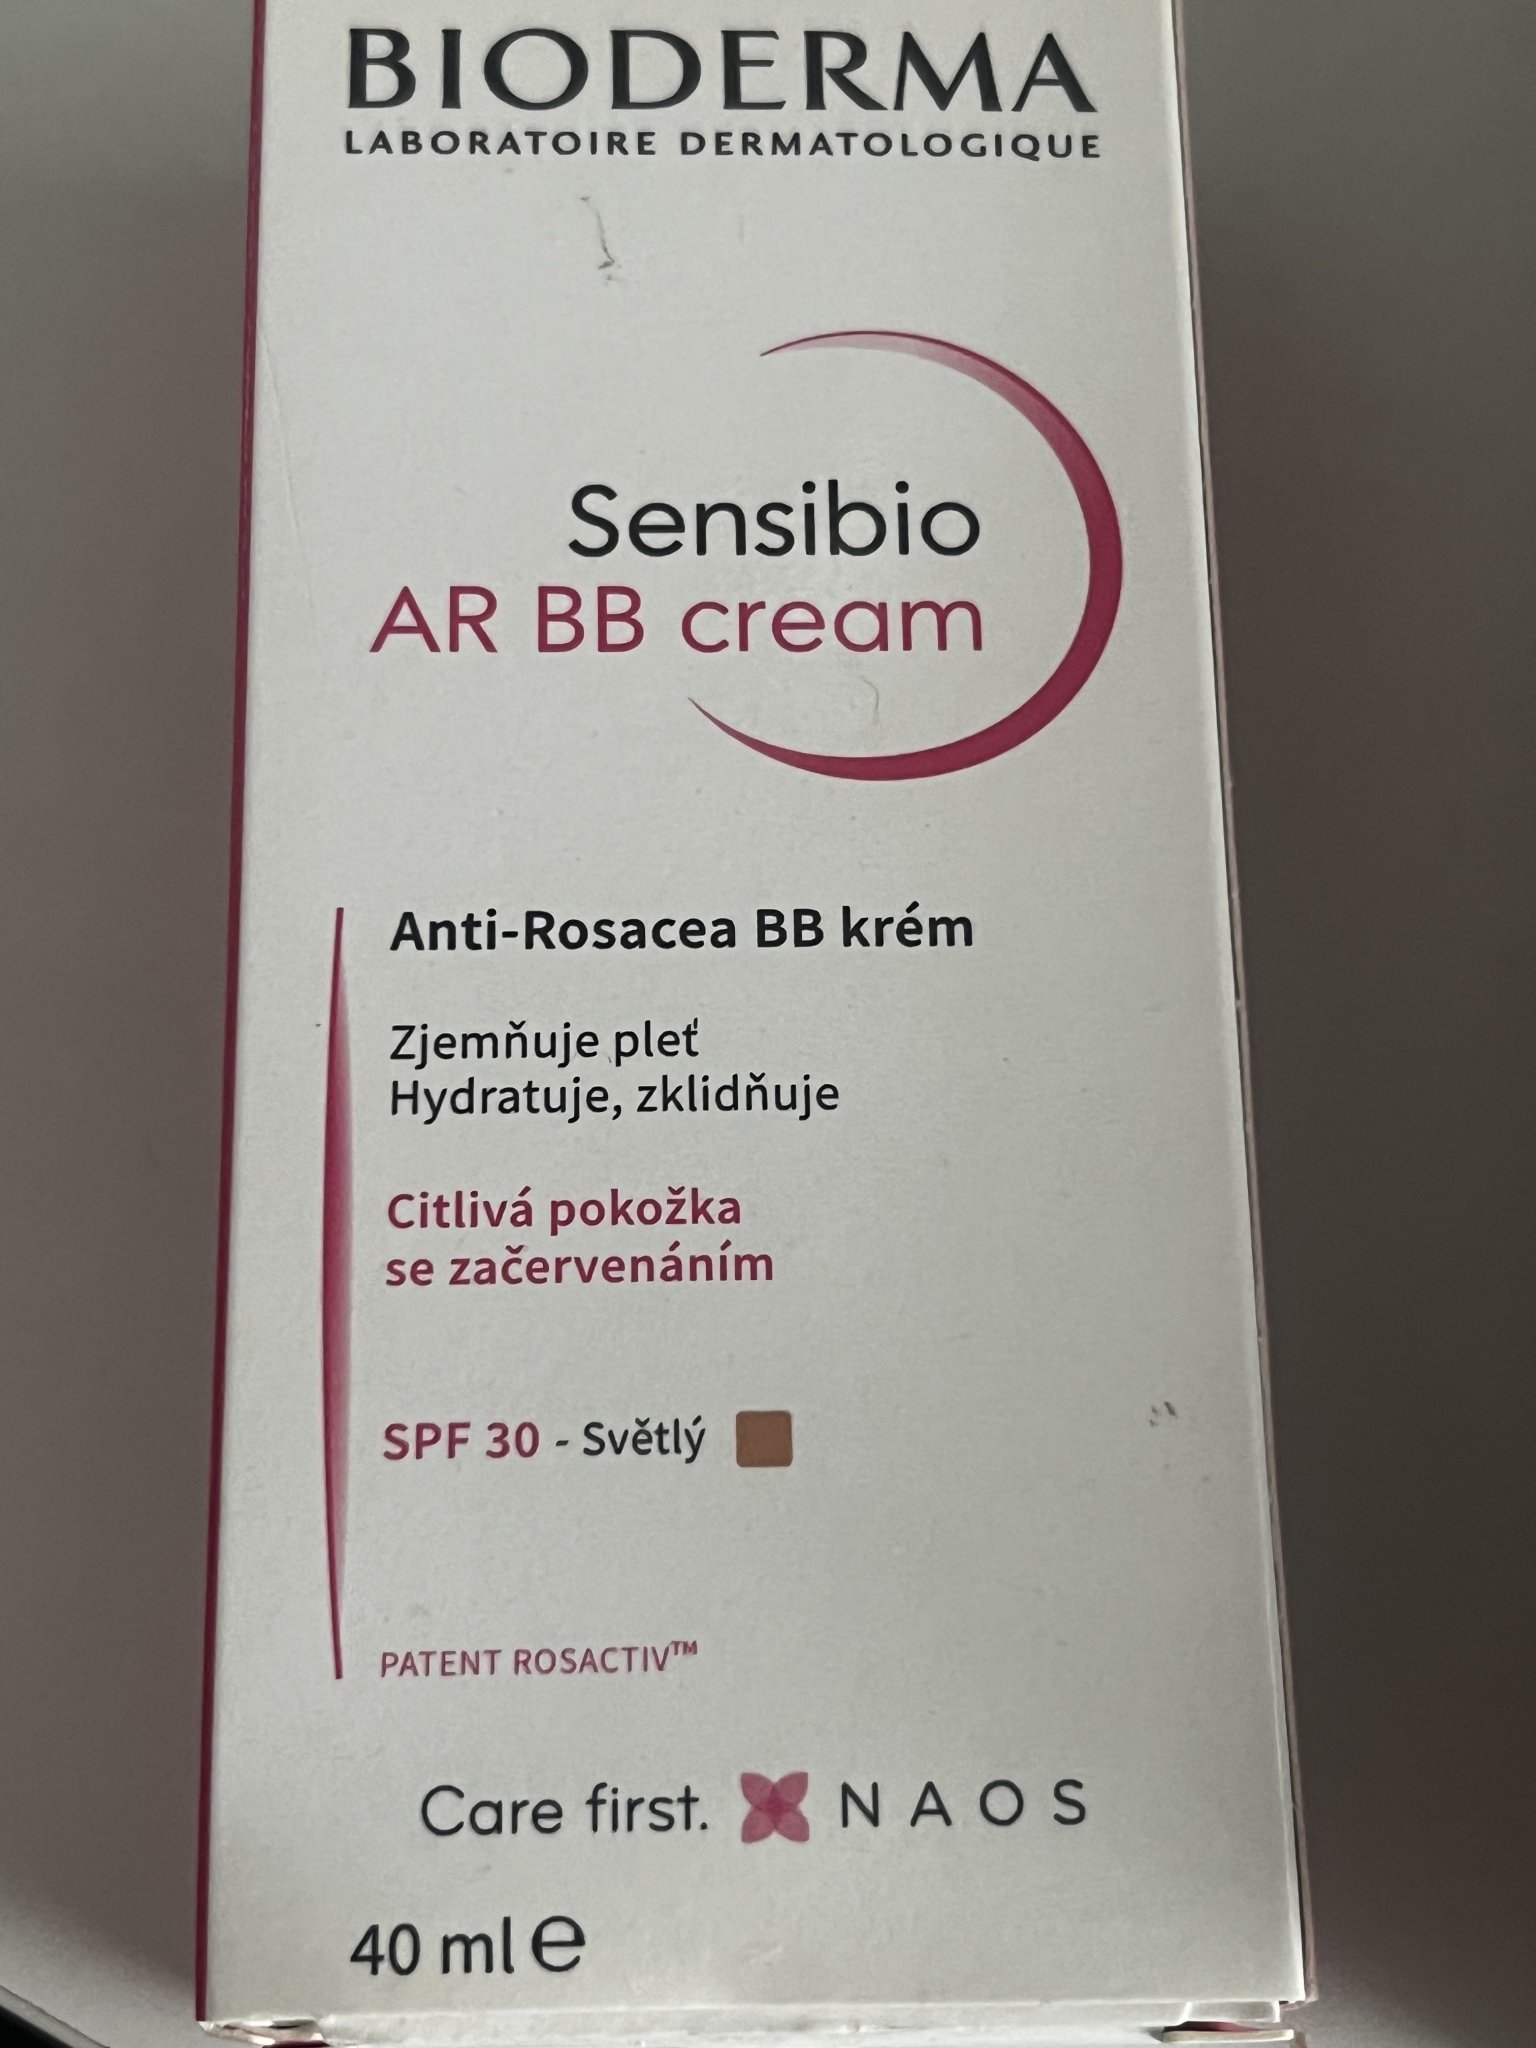 BIODERMA
LABORATOIRE DERMATOLOGIQUE
Sensibio
AR BB cream
Anti-Rosacea BB krém
Zjemňuje pleť
Hydratuje, zklidňuje
Citlivá pokožka
se začervenáním
SPF 30 - Světlý
PATENT ROSACTIV™
Care first. NAOS
40 ml e